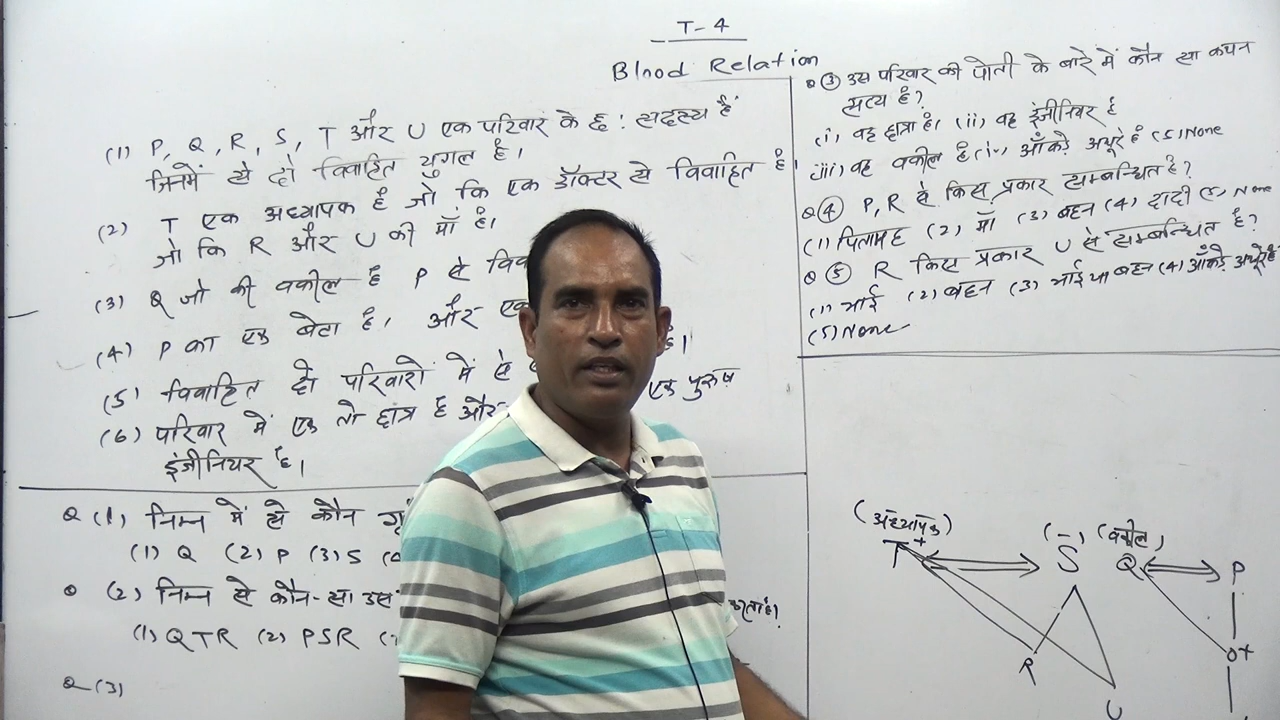 T-4
Blood Relation
(1) P, Q, R, S, T और U एक परिवार के छः सदस्य हैं
जिनमें से दो विवाहित युगल हैं।
(2) T एक अध्यापक है जो कि एक डॉक्टर से विवाहित है।
जो कि R और U की माँ है।
(3) Q जो की वकील है P से
(4) P का एक बेटा है, और एक
(5) विवाहित दो परिवारों में से है।
(6) परिवार में एक तो छात्र है और एक पुरुष
इंजीनियर है।
Q (1) निम्न में से कौन
(1) Q (2) P (3) S
Q (2) निम्न से कौन-सा उस करता है?
(1) QTR (2) PSR
Q (3)
Q (3) उस परिवार की पोती के बारे में कौन सा कथन
सत्य है?
(i) वह छात्रा है। (ii) वह इंजीनियर है
(iii) वह वकील है (iv) आँकड़े अधूरे हैं (5) None
Q (4) P, R से किस प्रकार सम्बन्धित है?
(1) पितामह (2) माँ (3) बहन (4) दादी (5) None
Q (5) R किस प्रकार U से सम्बन्धित है?
(1) भाई (2) बहन (3) भाई या बहन (4) आँकड़े अधूरे हैं
(5) None
(अध्यापक) (-) (वकील)
T+ S Q P
R U O+